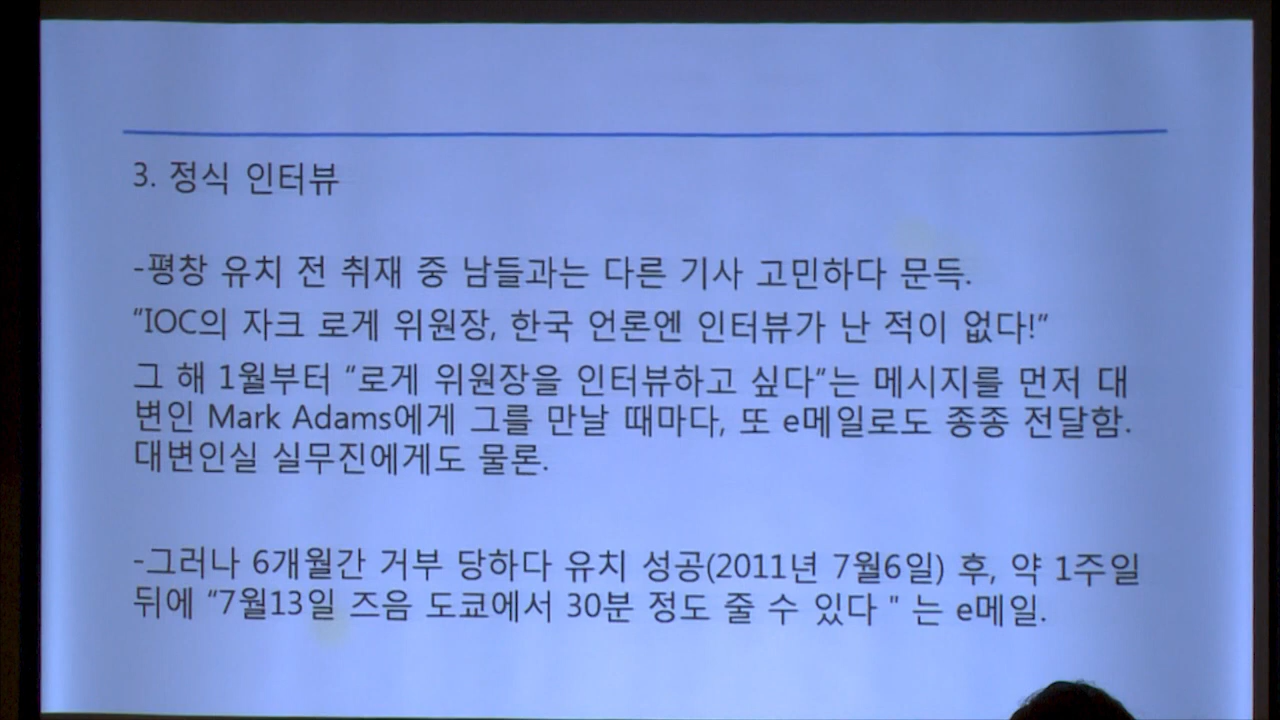 3. 정식 인터뷰
-평창 유치 전 취재 중 남들과는 다른 기사 고민하다 문득.
“IOC의 자크 로게 위원장, 한국 언론엔 인터뷰가 난 적이 없다!”
그 해 1월부터 “로게 위원장을 인터뷰하고 싶다“는 메시지를 먼저 대
변인 Mark Adams에게 그를 만날 때마다, 또 e메일로도 종종 전달함.
대변인실 실무진에게도 물론.
-그러나 6개월간 거부 당하다 유치 성공(2011년 7월6일) 후, 약 1주일
뒤에 “7월13일 즈음 도쿄에서 30분 정도 줄 수 있다 " 는 e메일.